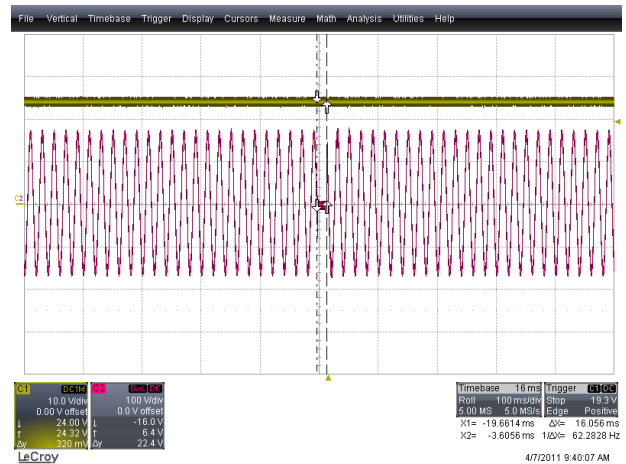 File Vertical Timebase Trigger Display Cursors Measure Math Analysis Utilities Help
C2
C1 DC1M
10.0 V/div
0.00 V offset
↓ 24.00 V
↑ 24.32 V
Δy 320 mV
C2 BwL DC
100 V/div
0.0 V offset
↓ -16.0 V
↑ 6.4 V
Δy 22.4 V
Timebase 16 ms
Roll 100 ms/div
5.00 MS 5.0 MS/s
Trigger C1 DC
Stop 19.3 V
Edge Positive
X1= -19.6614 ms ΔX= 16.056 ms
X2= -3.6056 ms 1/ΔX= 62.2828 Hz
LeCroy
4/7/2011 9:40:07 AM